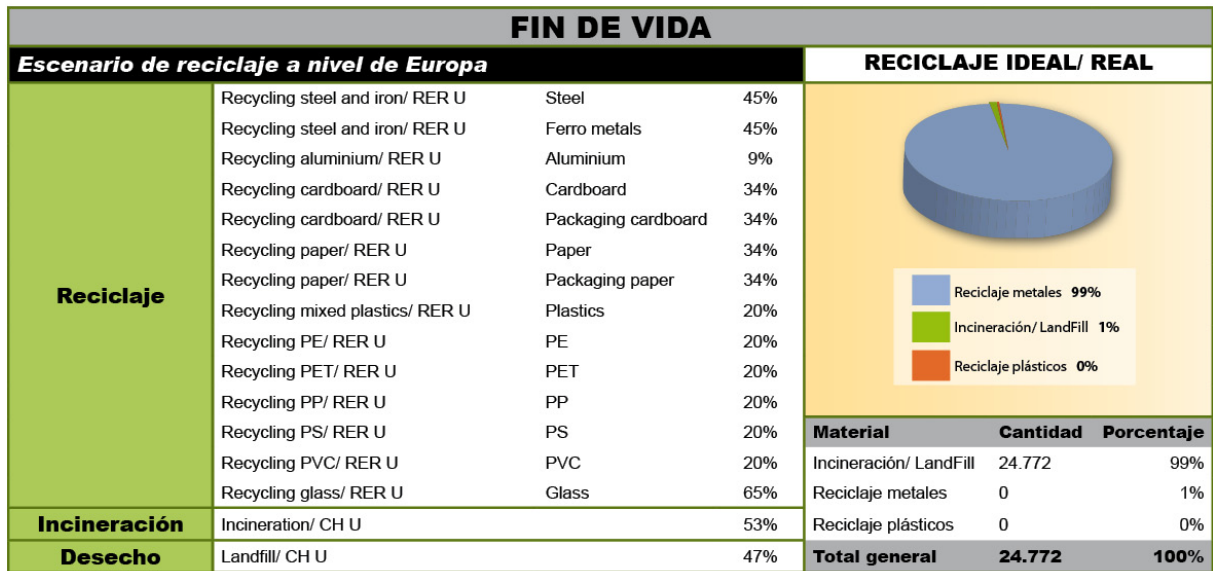 FIN DE VIDA
Escenario de reciclaje a nivel de Europa
Reciclaje
Recycling steel and iron/ RER U Steel 45%
Recycling steel and iron/ RER U Ferro metals 45%
Recycling aluminium/ RER U Aluminium 9%
Recycling cardboard/ RER U Cardboard 34%
Recycling cardboard/ RER U Packaging cardboard 34%
Recycling paper/ RER U Paper 34%
Recycling paper/ RER U Packaging paper 34%
Recycling mixed plastics/ RER U Plastics 20%
Recycling PE/ RER U PE 20%
Recycling PET/ RER U PET 20%
Recycling PP/ RER U PP 20%
Recycling PS/ RER U PS 20%
Recycling PVC/ RER U PVC 20%
Recycling glass/ RER U Glass 65%
Incineración Incineration/ CH U 53%
Desecho Landfill/ CH U 47%
RECICLAJE IDEAL/ REAL
Reciclaje metales 99%
Incineración/ LandFill 1%
Reciclaje plásticos 0%
Material Cantidad Porcentaje
Incineración/ LandFill 24.772 99%
Reciclaje metales 0 1%
Reciclaje plásticos 0 0%
Total general 24.772 100%